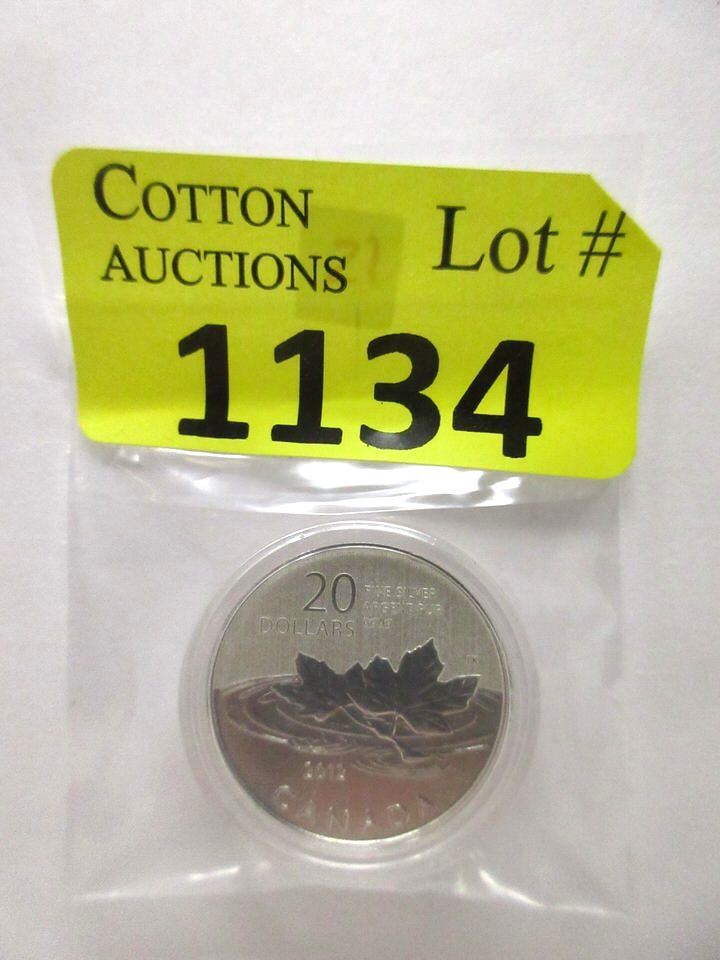 COTTON
AUCTIONS
Lot #
1134
20
DOLLARS
FINE SILVER
ARGENT PUR
2012
CANADA